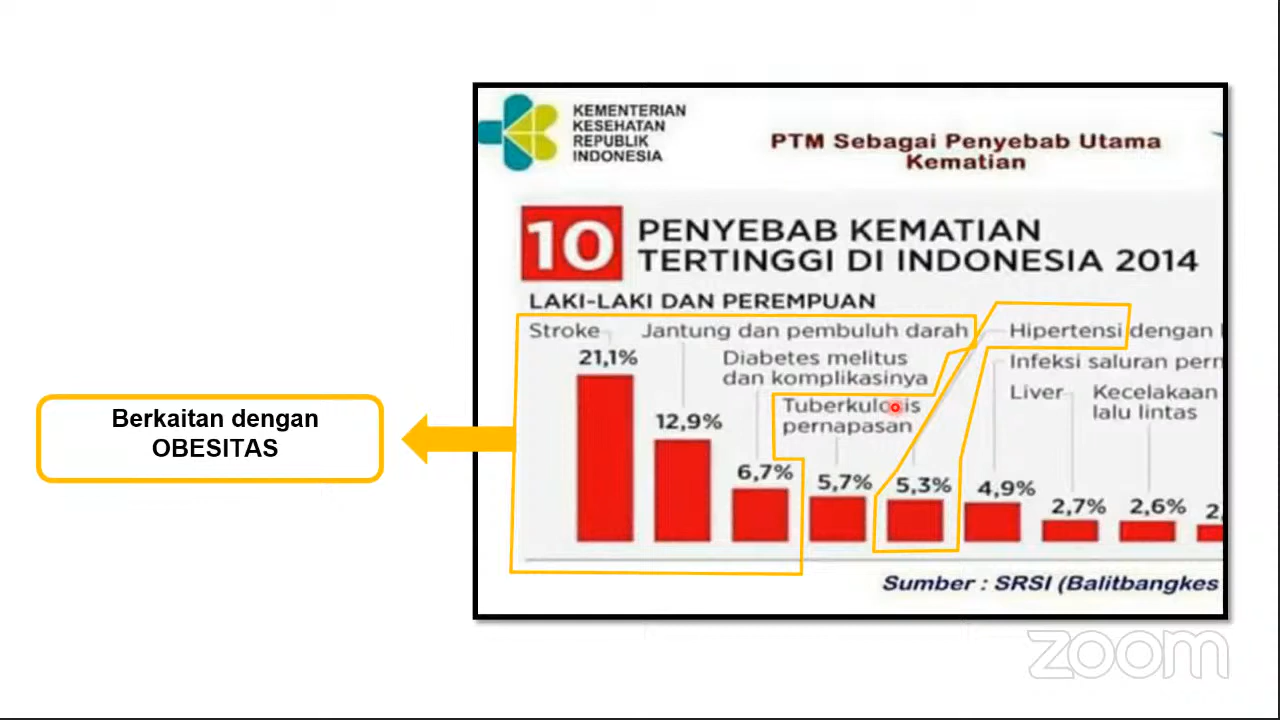 KEMENTERIAN
KESEHATAN
REPUBLIK
INDONESIA
PTM Sebagai Penyebab Utama
Kematian
10
PENYEBAB KEMATIAN
TERTINGGI DI INDONESIA 2014
LAKI-LAKI DAN PEREMPUAN
Stroke
Jantung dan pembuluh darah
Hipertensi dengan
21,1%
Diabetes melitus
dan komplikasinya
Infeksi saluran
Tuberkulosis
pernapasan
Liver
Kecelakaan
lalu lintas
12,9%
6,7%
5,7%
5,3%
4,9%
2,7%
2,6%
Berkaitan dengan
OBESITAS
Sumber : SRSI (Balitbangkes
zoom